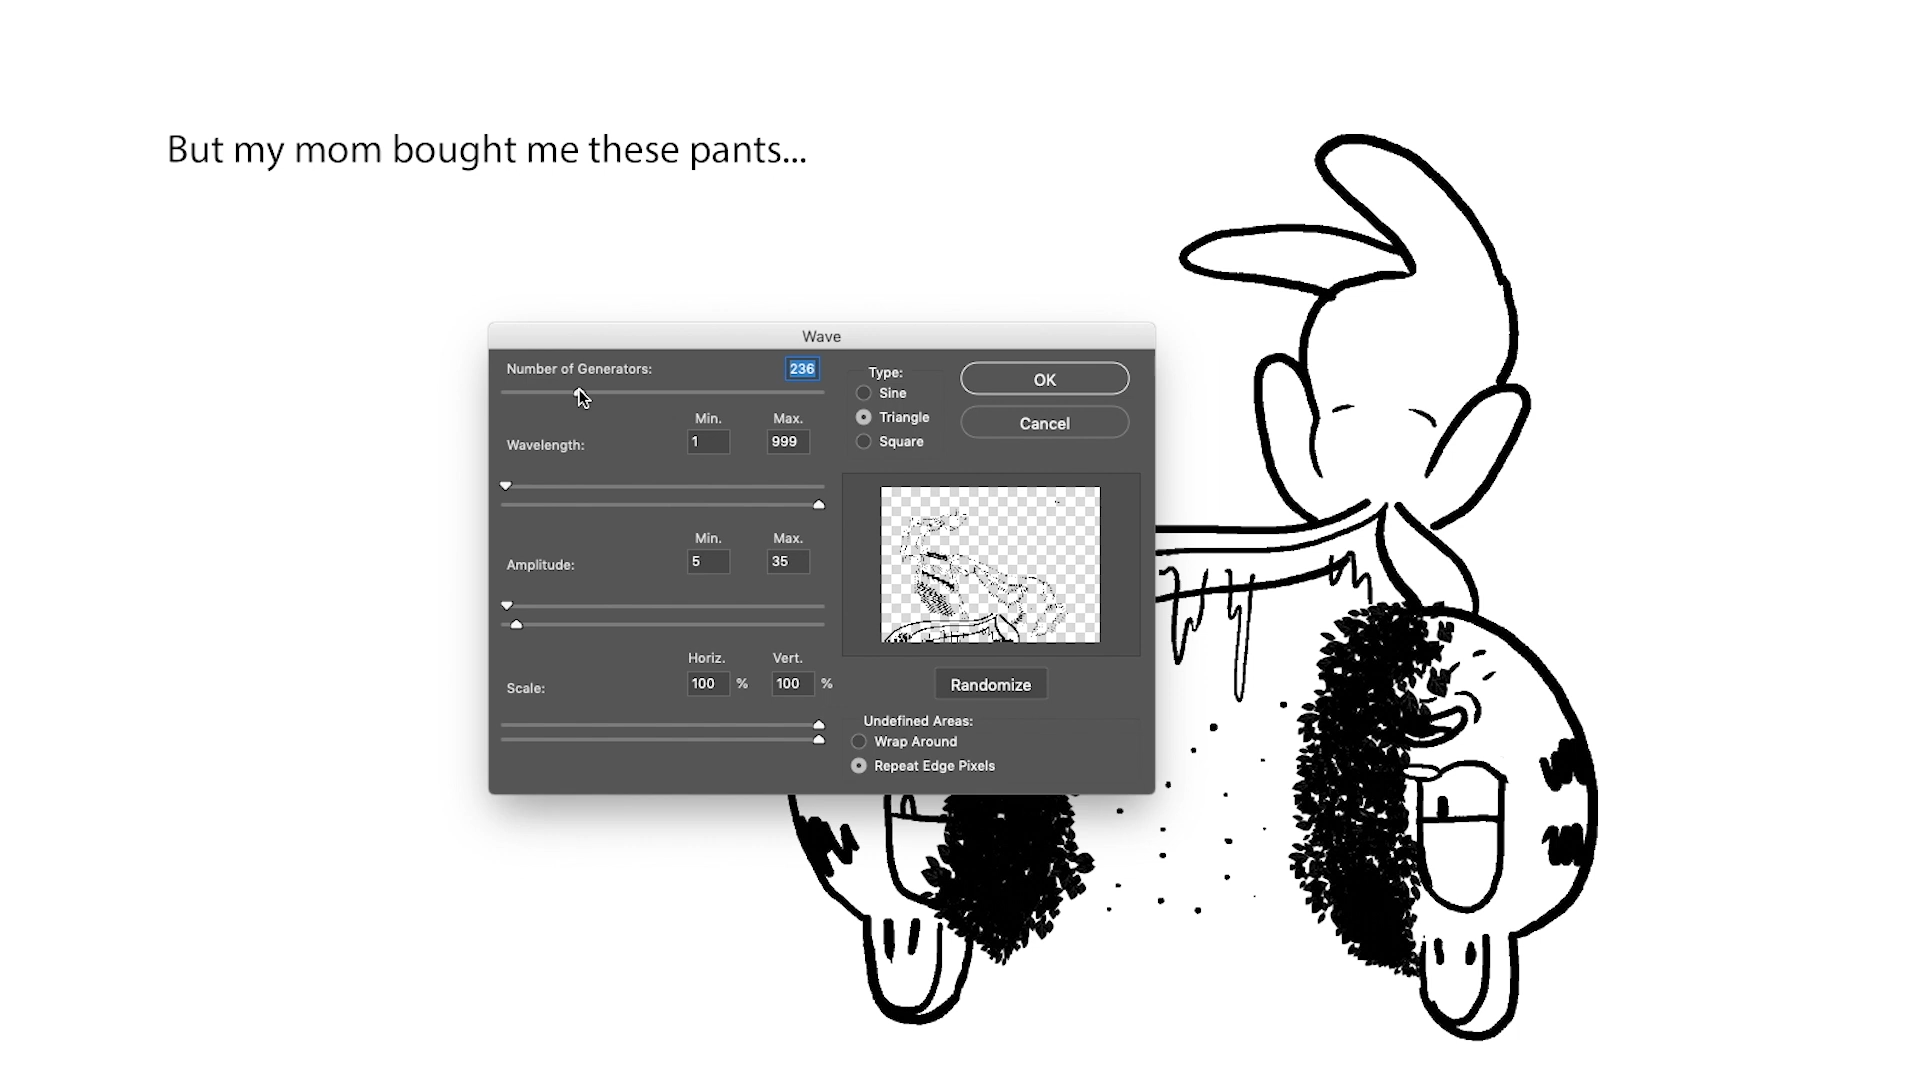 But my mom bought me these pants...
Wave
Number of Generators: 236
Min. Max.
Wavelength: 1 999
Min. Max.
Amplitude: 5 35
Horiz. Vert.
Scale: 100 % 100 %
Type:
Sine
Triangle
Square
OK
Cancel
Randomize
Undefined Areas:
Wrap Around
Repeat Edge Pixels